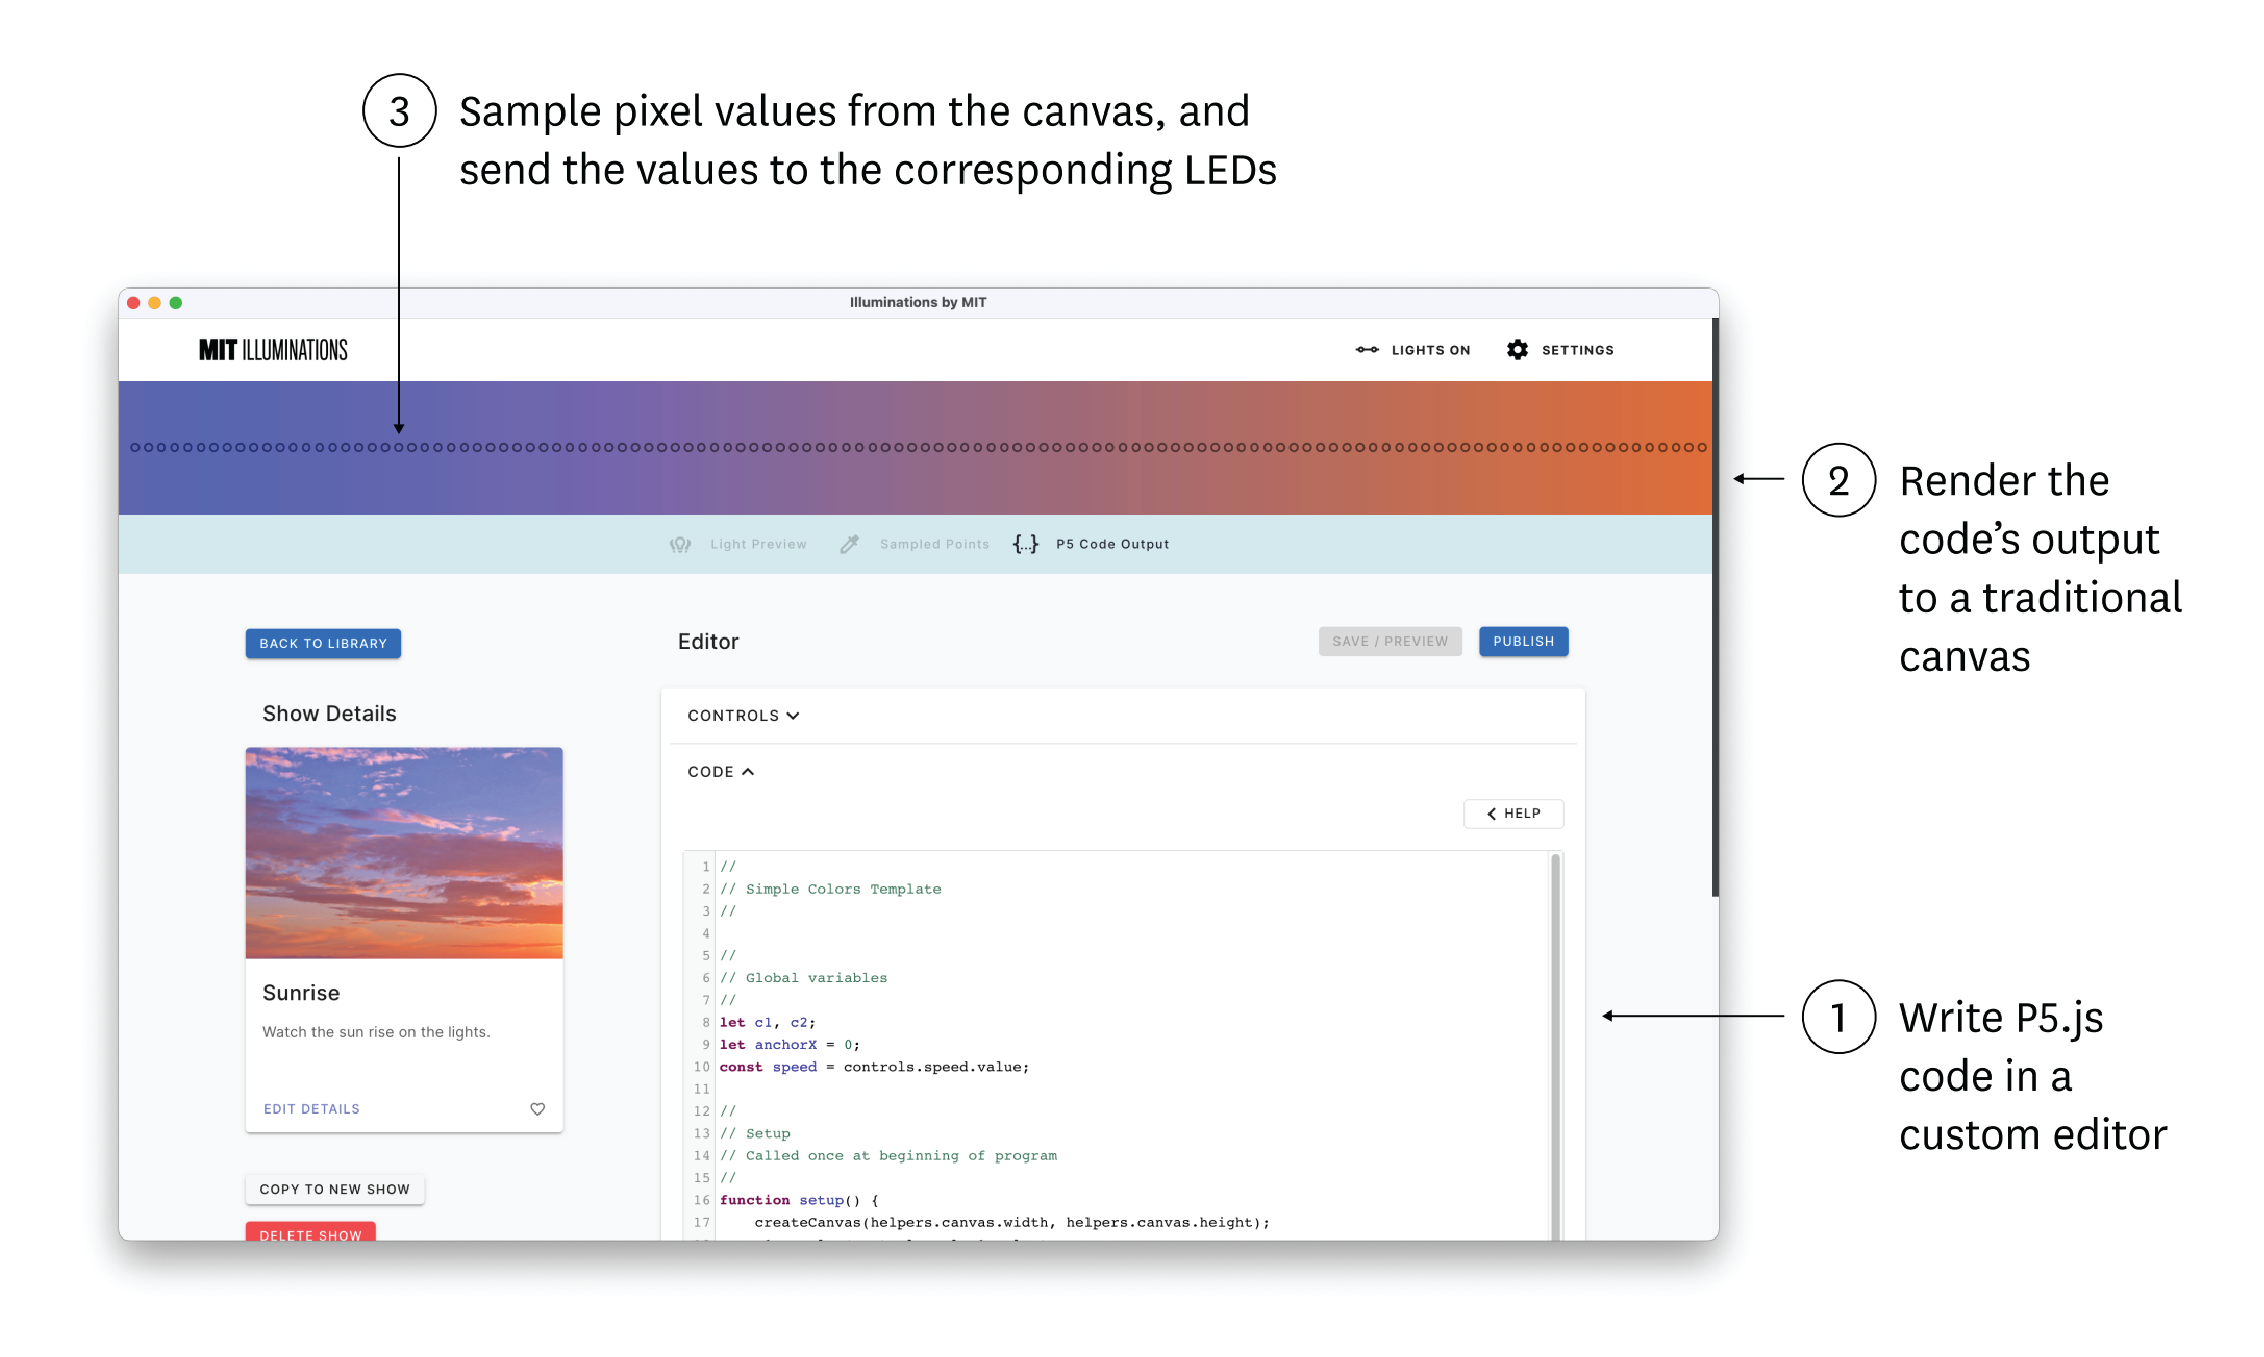 3 Sample pixel values from the canvas, and
send the values to the corresponding LEDs
Illuminations by MIT
MIT ILLUMINATIONS
LIGHTS ON
SETTINGS
Light Preview
Sampled Points
{...} P5 Code Output
2 Render the
code’s output
to a traditional
canvas
BACK TO LIBRARY
Show Details
Sunrise
Watch the sun rise on the lights.
EDIT DETAILS
COPY TO NEW SHOW
DELETE SHOW
Editor
SAVE / PREVIEW
PUBLISH
CONTROLS
CODE
HELP
1 //
2 // Simple Colors Template
3 //
4
5 //
6 // Global variables
7 //
8 let c1, c2;
9 let anchorX = 0;
10 const speed = controls.speed.value;
11
12 //
13 // Setup
14 // Called once at beginning of program
15 //
16 function setup() {
17 createCanvas(helpers.canvas.width, helpers.canvas.height);
1 Write P5.js
code in a
custom editor